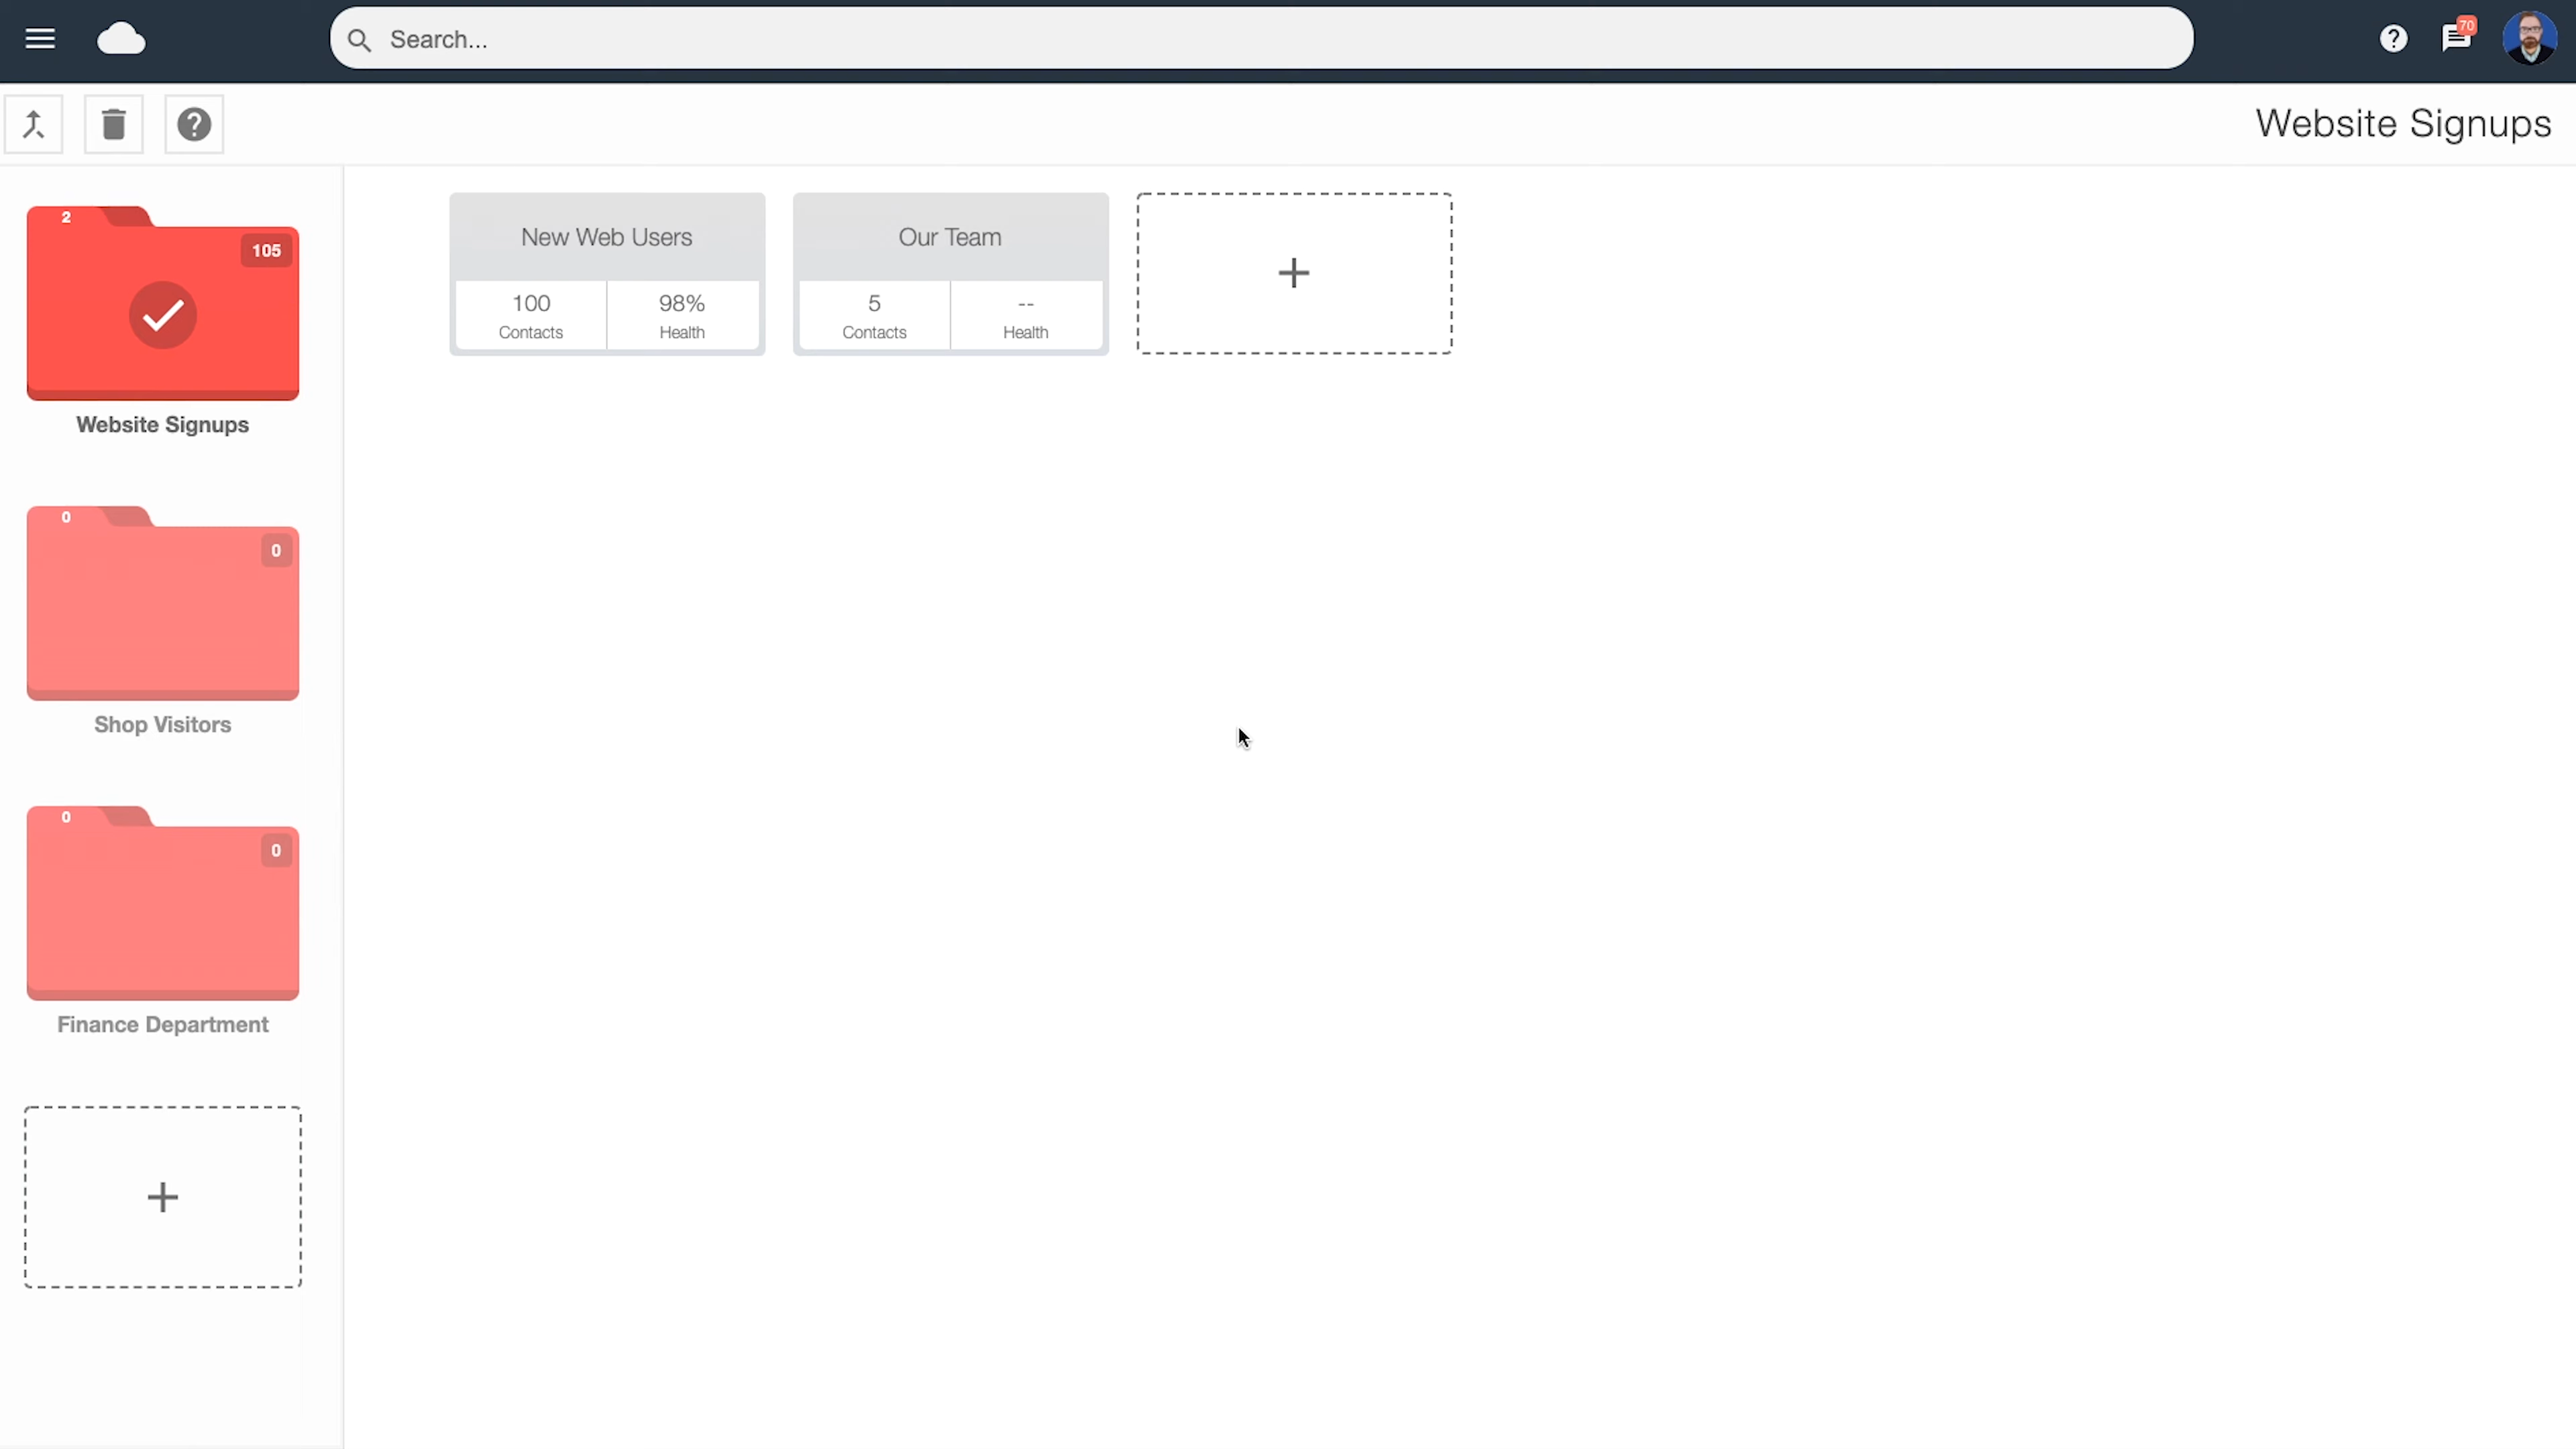 Search...
70
Website Signups
2
105
Website Signups
0
0
Shop Visitors
0
0
Finance Department
New Web Users
100
Contacts
98%
Health
Our Team
5
Contacts
--
Health